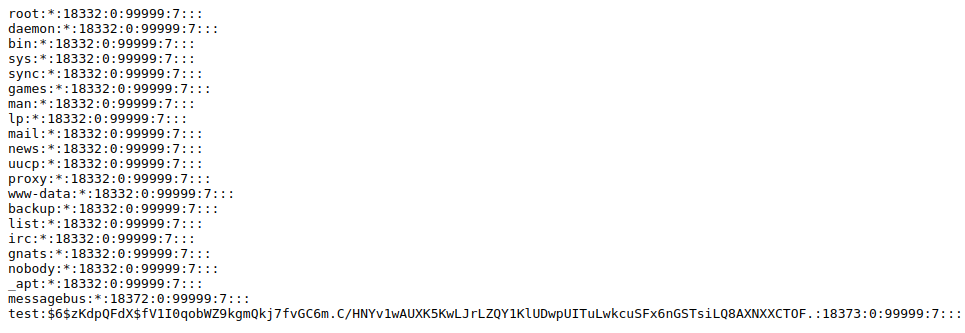 root:*:18332:0:99999:7:::
daemon:*:18332:0:99999:7:::
bin:*:18332:0:99999:7:::
sys:*:18332:0:99999:7:::
sync:*:18332:0:99999:7:::
games:*:18332:0:99999:7:::
man:*:18332:0:99999:7:::
lp:*:18332:0:99999:7:::
mail:*:18332:0:99999:7:::
news:*:18332:0:99999:7:::
uucp:*:18332:0:99999:7:::
proxy:*:18332:0:99999:7:::
www-data:*:18332:0:99999:7:::
backup:*:18332:0:99999:7:::
list:*:18332:0:99999:7:::
irc:*:18332:0:99999:7:::
gnats:*:18332:0:99999:7:::
nobody:*:18332:0:99999:7:::
_apt:*:18332:0:99999:7:::
messagebus:*:18372:0:99999:7:::
test:$6$zKdpQFdX$fV1I0qobWZ9kgmQkj7fvGC6m.C/HNYv1wAUXK5KwLJrLZQY1KlUDwpUITuLwkcuSFx6nGSTsiLQ8AXNXXCTOF.:18373:0:99999:7:::